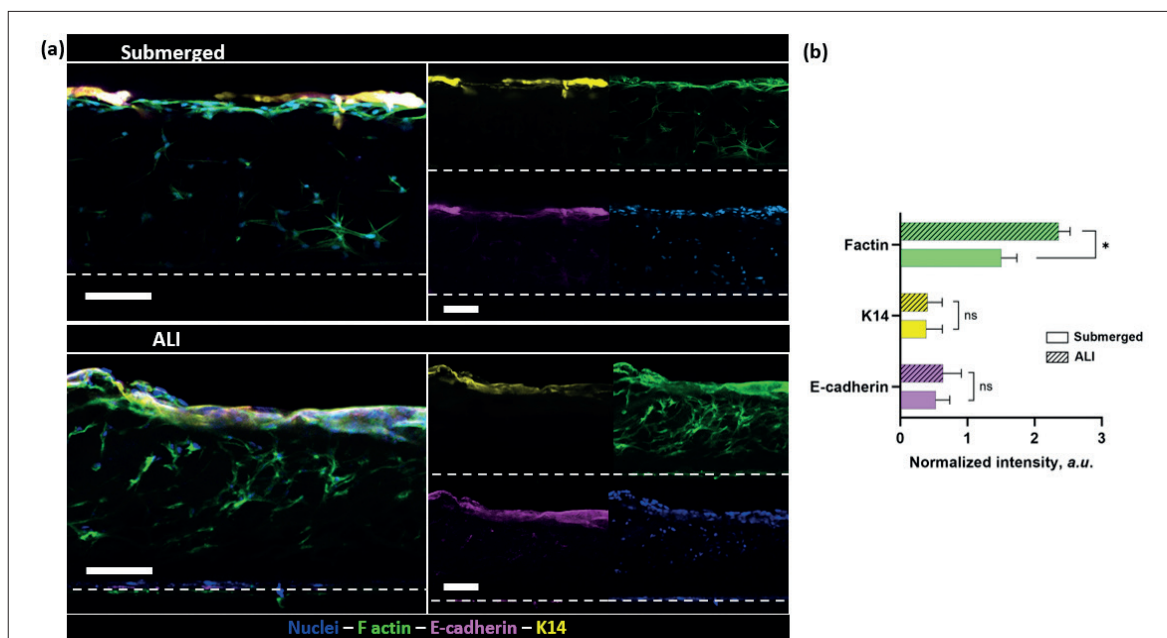 (a)
Submerged
ALI
Nuclei – F actin – E-cadherin – K14
(b)
Factin
*
K14
ns
E-cadherin
ns
Submerged
ALI
0 1 2 3
Normalized intensity, a.u.